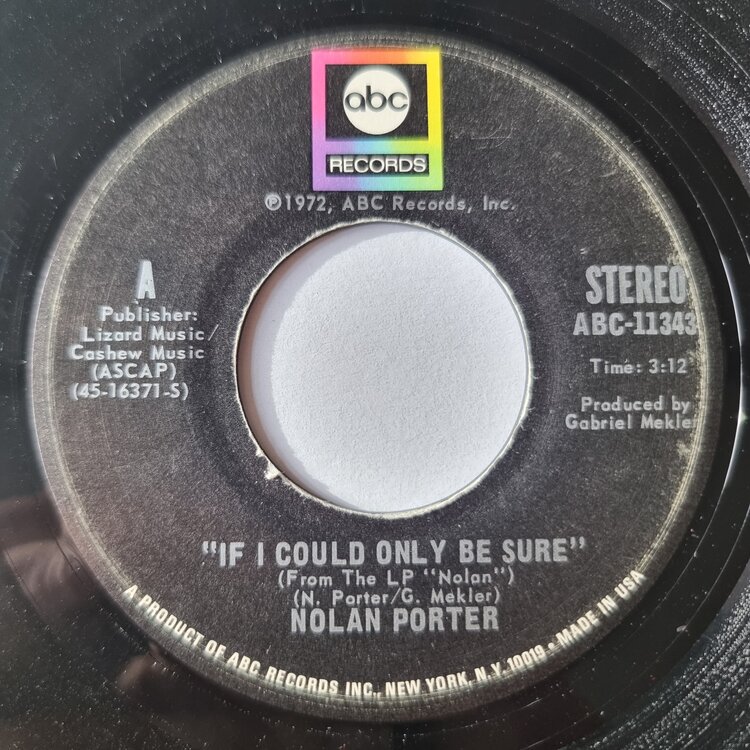 abc
RECORDS
℗1972, ABC Records, Inc.
A
Publisher:
Lizard Music/
Cashew Music
(ASCAP)
(45-16371-S)
STEREO
ABC-11343
Time: 3:12
Produced by
Gabriel Mekler
"IF I COULD ONLY BE SURE"
(From The LP "Nolan")
(N. Porter/G. Mekler)
NOLAN PORTER
A PRODUCT OF ABC RECORDS INC., NEW YORK, N.Y. 10019 • MADE IN USA